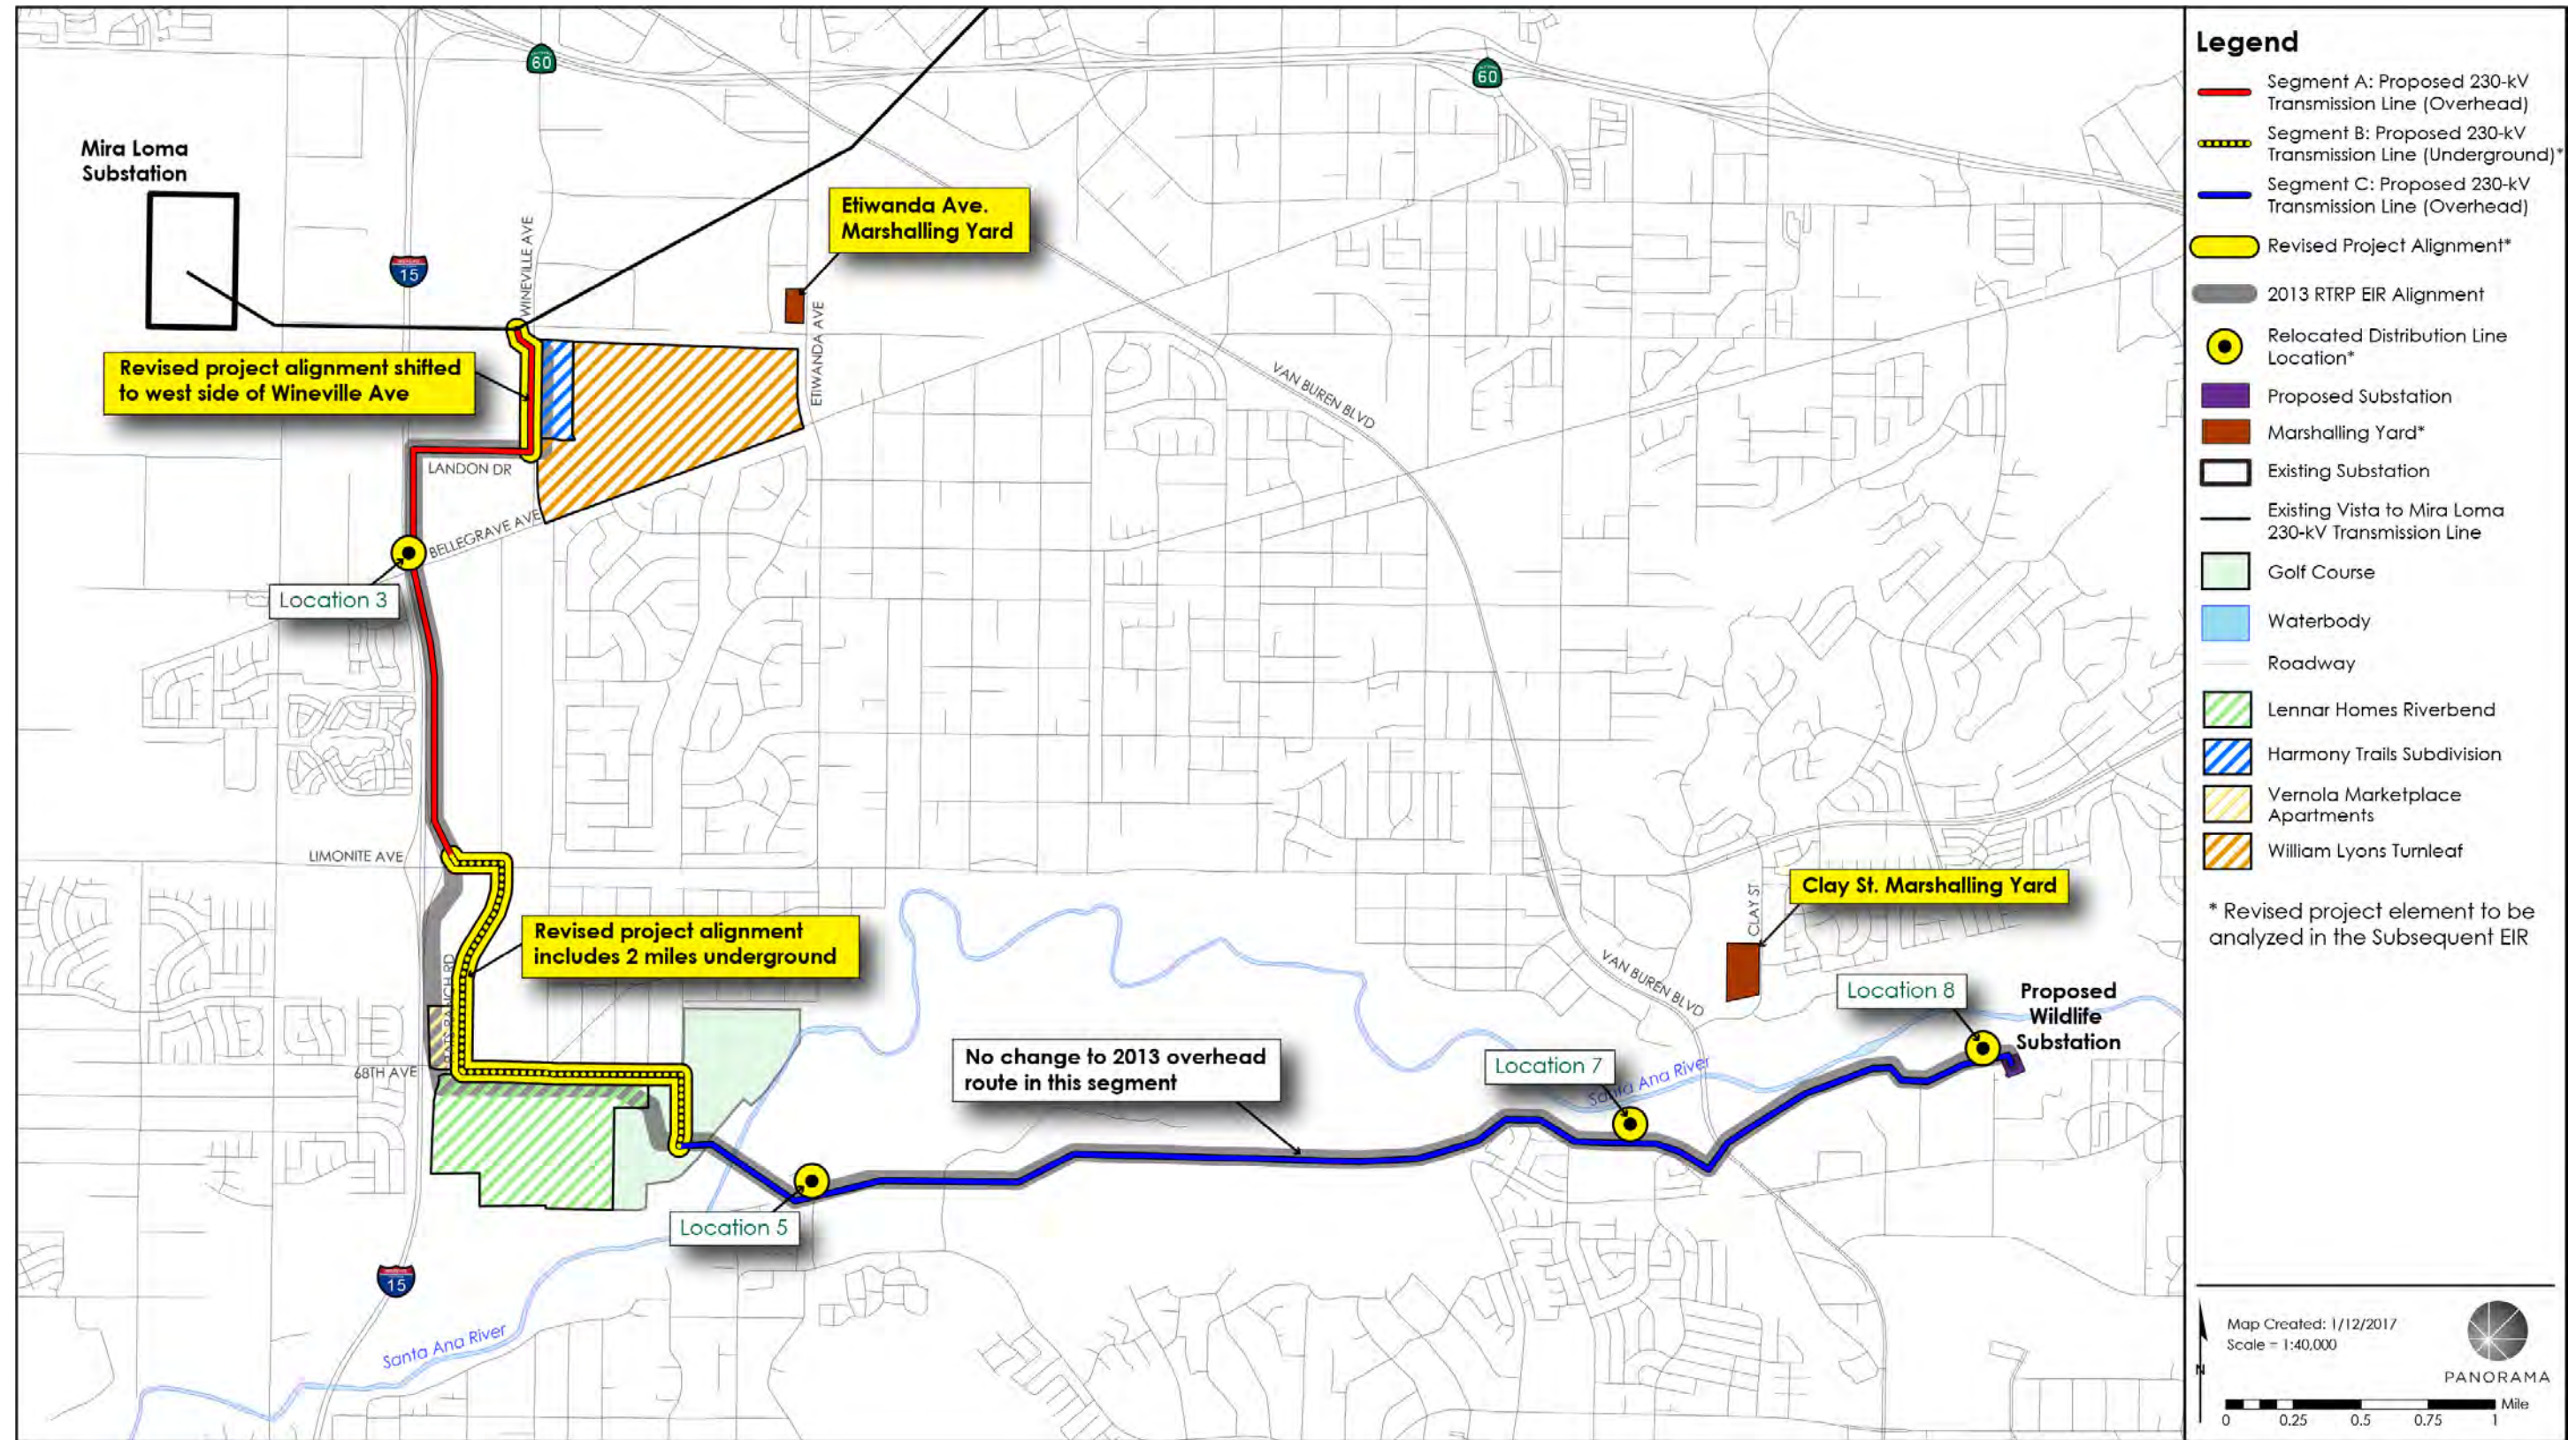 60
60
Mira Loma
Substation
Etiwanda Ave.
Marshalling Yard
15
WINEVILLE AVE
ETIWANDA AVE
Revised project alignment shifted
to west side of Wineville Ave
VAN BUREN BLVD
LANDON DR
BELLEGRAVE AVE
Location 3
LIMONITE AVE
Clay St. Marshalling Yard
CLAY ST
Revised project alignment
includes 2 miles underground
VAN BUREN BLVD
Location 8
Proposed
Wildlife
Substation
68TH AVE
No change to 2013 overhead
route in this segment
Location 7
Santa Ana River
Location 5
15
Santa Ana River
Legend
Segment A: Proposed 230-kV
Transmission Line (Overhead)
Segment B: Proposed 230-kV
Transmission Line (Underground)*
Segment C: Proposed 230-kV
Transmission Line (Overhead)
Revised Project Alignment*
2013 RTRP EIR Alignment
Relocated Distribution Line
Location*
Proposed Substation
Marshalling Yard*
Existing Substation
Existing Vista to Mira Loma
230-kV Transmission Line
Golf Course
Waterbody
Roadway
Lennar Homes Riverbend
Harmony Trails Subdivision
Vernola Marketplace
Apartments
William Lyons Turnleaf
* Revised project element to be
analyzed in the Subsequent EIR
Map Created: 1/12/2017
Scale = 1:40,000
N
PANORAMA
Mile
0 0.25 0.5 0.75 1